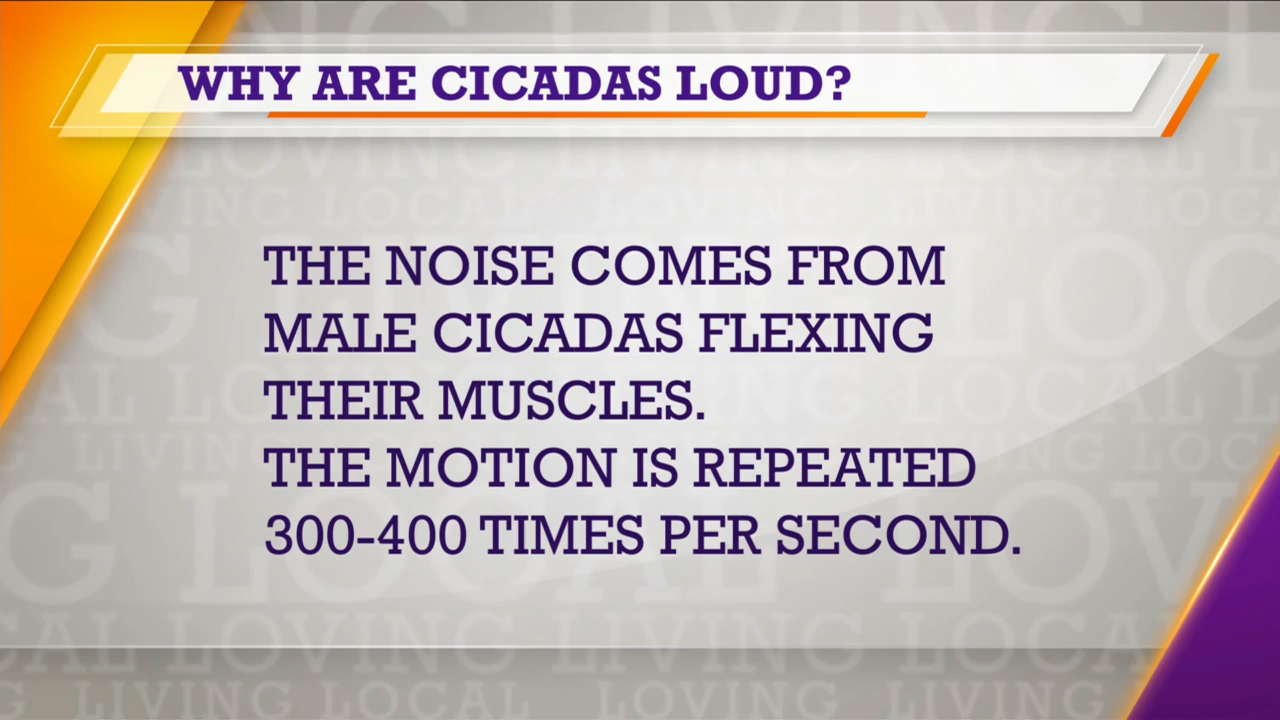 WHY ARE CICADAS LOUD?
THE NOISE COMES FROM
MALE CICADAS FLEXING
THEIR MUSCLES.
THE MOTION IS REPEATED
300-400 TIMES PER SECOND.